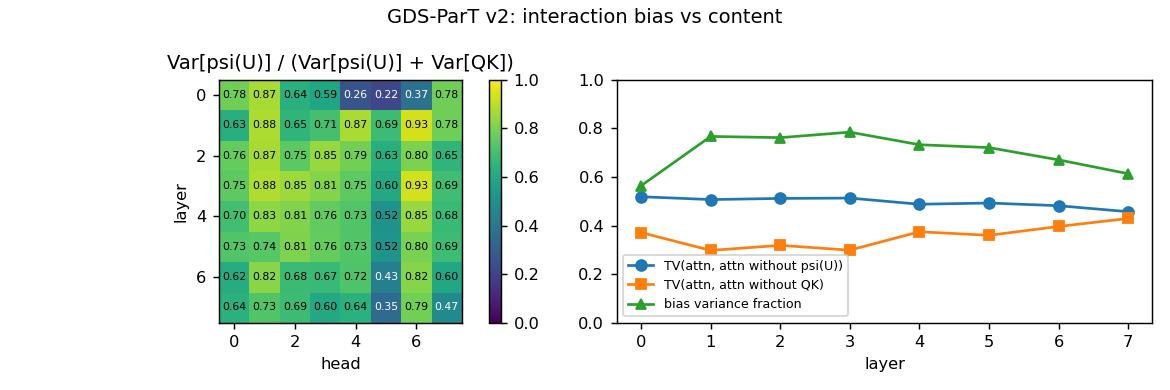 GDS-ParT v2: interaction bias vs content
Var[psi(U)] / (Var[psi(U)] + Var[QK])
0 0.78 0.87 0.64 0.59 0.26 0.22 0.37 0.78
0.63 0.88 0.65 0.71 0.87 0.69 0.93 0.78
2 0.76 0.87 0.75 0.85 0.79 0.63 0.80 0.65
0.75 0.88 0.85 0.81 0.75 0.60 0.93 0.69
4 0.70 0.83 0.81 0.76 0.73 0.52 0.85 0.68
0.73 0.74 0.81 0.76 0.73 0.52 0.80 0.69
6 0.62 0.82 0.68 0.67 0.72 0.43 0.82 0.60
0.64 0.73 0.69 0.60 0.64 0.35 0.79 0.47
layer
0 2 4 6
head
1.0
0.8
0.6
0.4
0.2
0.0
1.0
0.8
0.6
0.4
0.2
0.0
TV(attn, attn without psi(U))
TV(attn, attn without QK)
bias variance fraction
0 1 2 3 4 5 6 7
layer